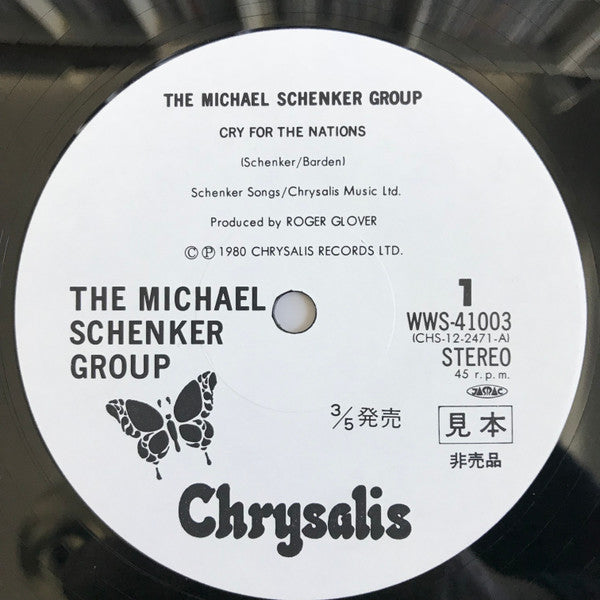 THE MICHAEL SCHENKER GROUP
CRY FOR THE NATIONS
(Schenker/Barden)
Schenker Songs/Chrysalis Music Ltd.
Produced by ROGER GLOVER
© ℗ 1980 CHRYSALIS RECORDS LTD.
THE MICHAEL
SCHENKER
GROUP
1
WWS-41003
(CHS-12-2471-A)
STEREO
45 r.p.m.
JASRAC
3/5発売
見本
非売品
Chrysalis